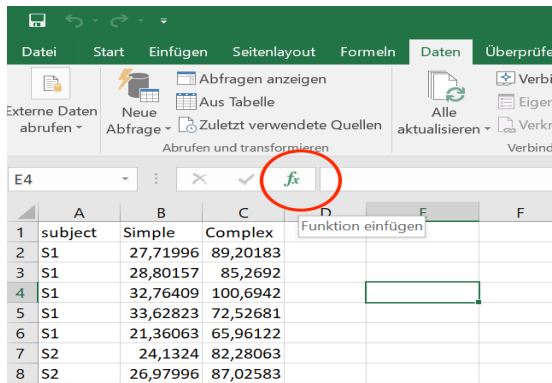 Datei Start Einfügen Seitenlayout Formeln Daten Überprüfe
Externe Daten abrufen
Neue Abfrage
Abfragen anzeigen
Aus Tabelle
Zuletzt verwendete Quellen
Abrufen und transformieren
Alle aktualisieren
Verbi
Eigen
Verkn
Verbind
E4 fx
Funktion einfügen
A B C D E F
1 subject Simple Complex
2 S1 27,71996 89,20183
3 S1 28,80157 85,2692
4 S1 32,76409 100,6942
5 S1 33,62823 72,52681
6 S1 21,36063 65,96122
7 S2 24,1324 82,28063
8 S2 26,97996 87,02583